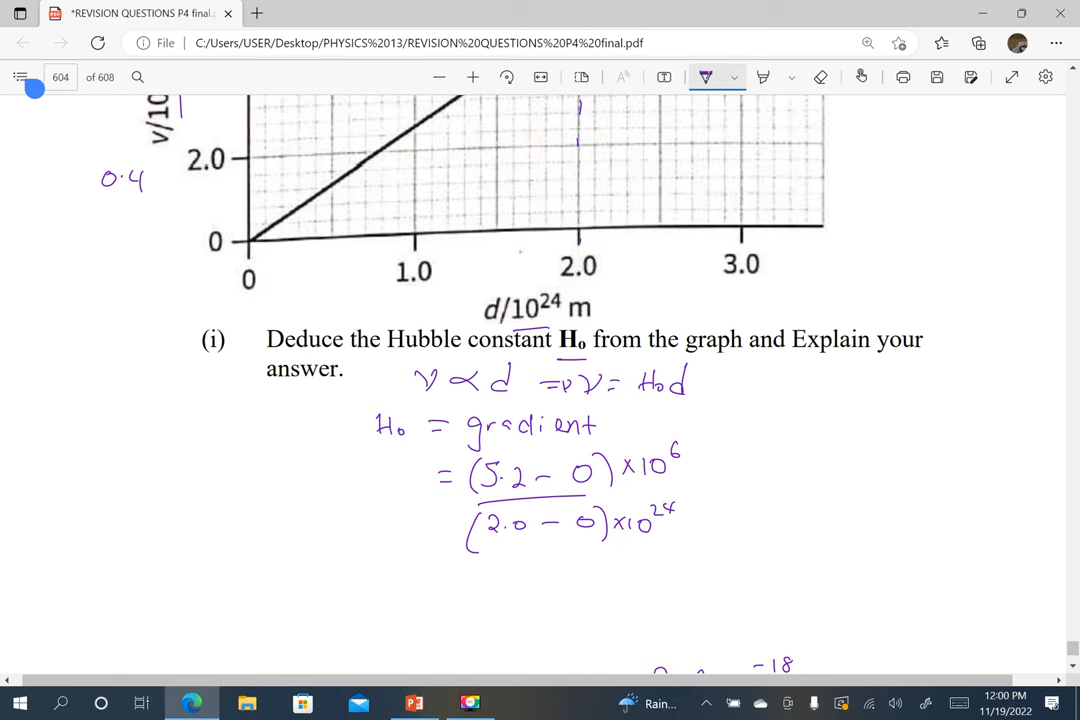 *REVISION QUESTIONS P4 final.
File
C:/Users/USER/Desktop/PHYSICS%2013/REVISION%20QUESTIONS%20P4%20final.pdf
604 of 608
v/10
2.0
0.4
0
0 1.0 2.0 3.0
d/10²⁴ m
(i) Deduce the Hubble constant H₀ from the graph and Explain your
answer.
v ∝ d ⇒ v = H₀d
H₀ = gradient
= (5.2 − 0) ×10⁶
(2.0 − 0)×10²⁴
−18
Rain...
12:00 PM
11/19/2022